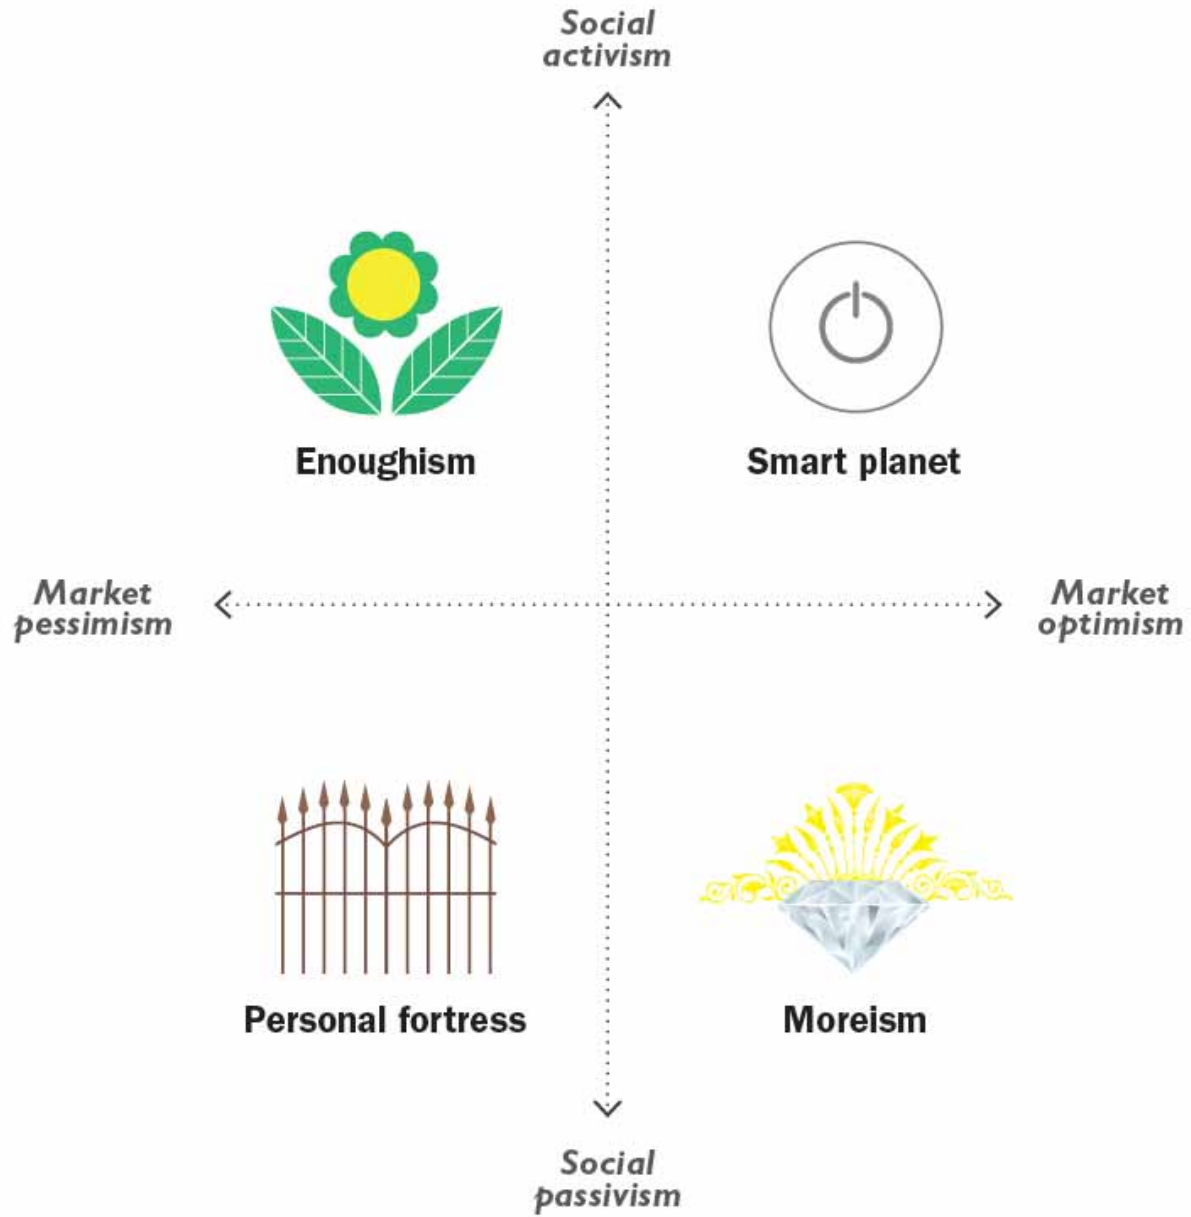 Social
activism
Enoughism
Smart planet
Market
pessimism
Market
optimism
Personal fortress
Moreism
Social
passivism